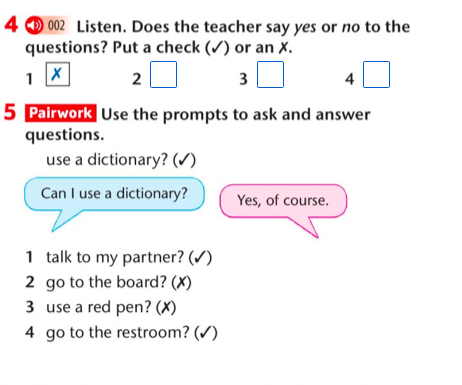 4 002 Listen. Does the teacher say yes or no to the
questions? Put a check (✓) or an ✗.
1 ✗ 2 3 4
5 Pairwork Use the prompts to ask and answer
questions.
use a dictionary? (✓)
Can I use a dictionary?
Yes, of course.
1 talk to my partner? (✓)
2 go to the board? (✗)
3 use a red pen? (✗)
4 go to the restroom? (✓)